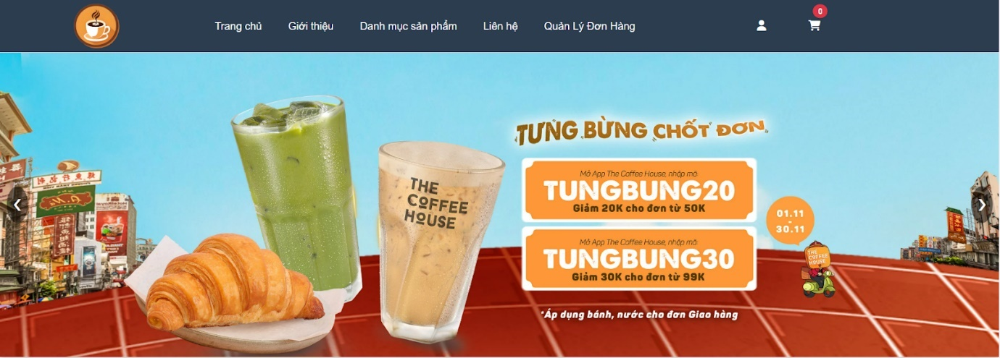 0
Trang chủ Giới thiệu Danh mục sản phẩm Liên hệ Quản Lý Đơn Hàng
TƯNG BỪNG CHỐT ĐƠN
Mở App The Coffee House, nhập mã:
TUNGBUNG20
Giảm 20K cho đơn từ 50K
Mở App The Coffee House, nhập mã:
TUNGBUNG30
Giảm 30K cho đơn từ 99K
*Áp dụng bánh, nước cho đơn Giao hàng
01.11
-
30.11
THE
COFFEE
HOUSE
THE
COFFEE
HOUSE